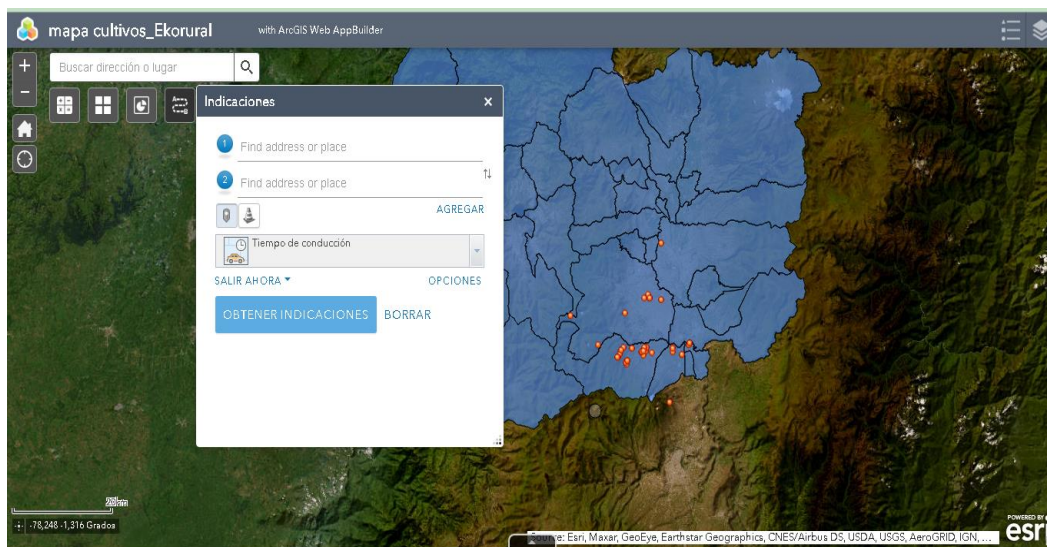 mapa cultivos_Ekorural
with ArcGIS Web AppBuilder
+
Buscar dirección o lugar
−
Indicaciones
×
1 Find address or place
2 Find address or place
AGREGAR
Tiempo de conducción
SALIR AHORA
OPCIONES
OBTENER INDICACIONES
BORRAR
-78,248 -1,316 Grados
Source: Esri, Maxar, GeoEye, Earthstar Geographics, CNES/Airbus DS, USDA, USGS, AeroGRID, IGN, ...
POWERED BY
esri